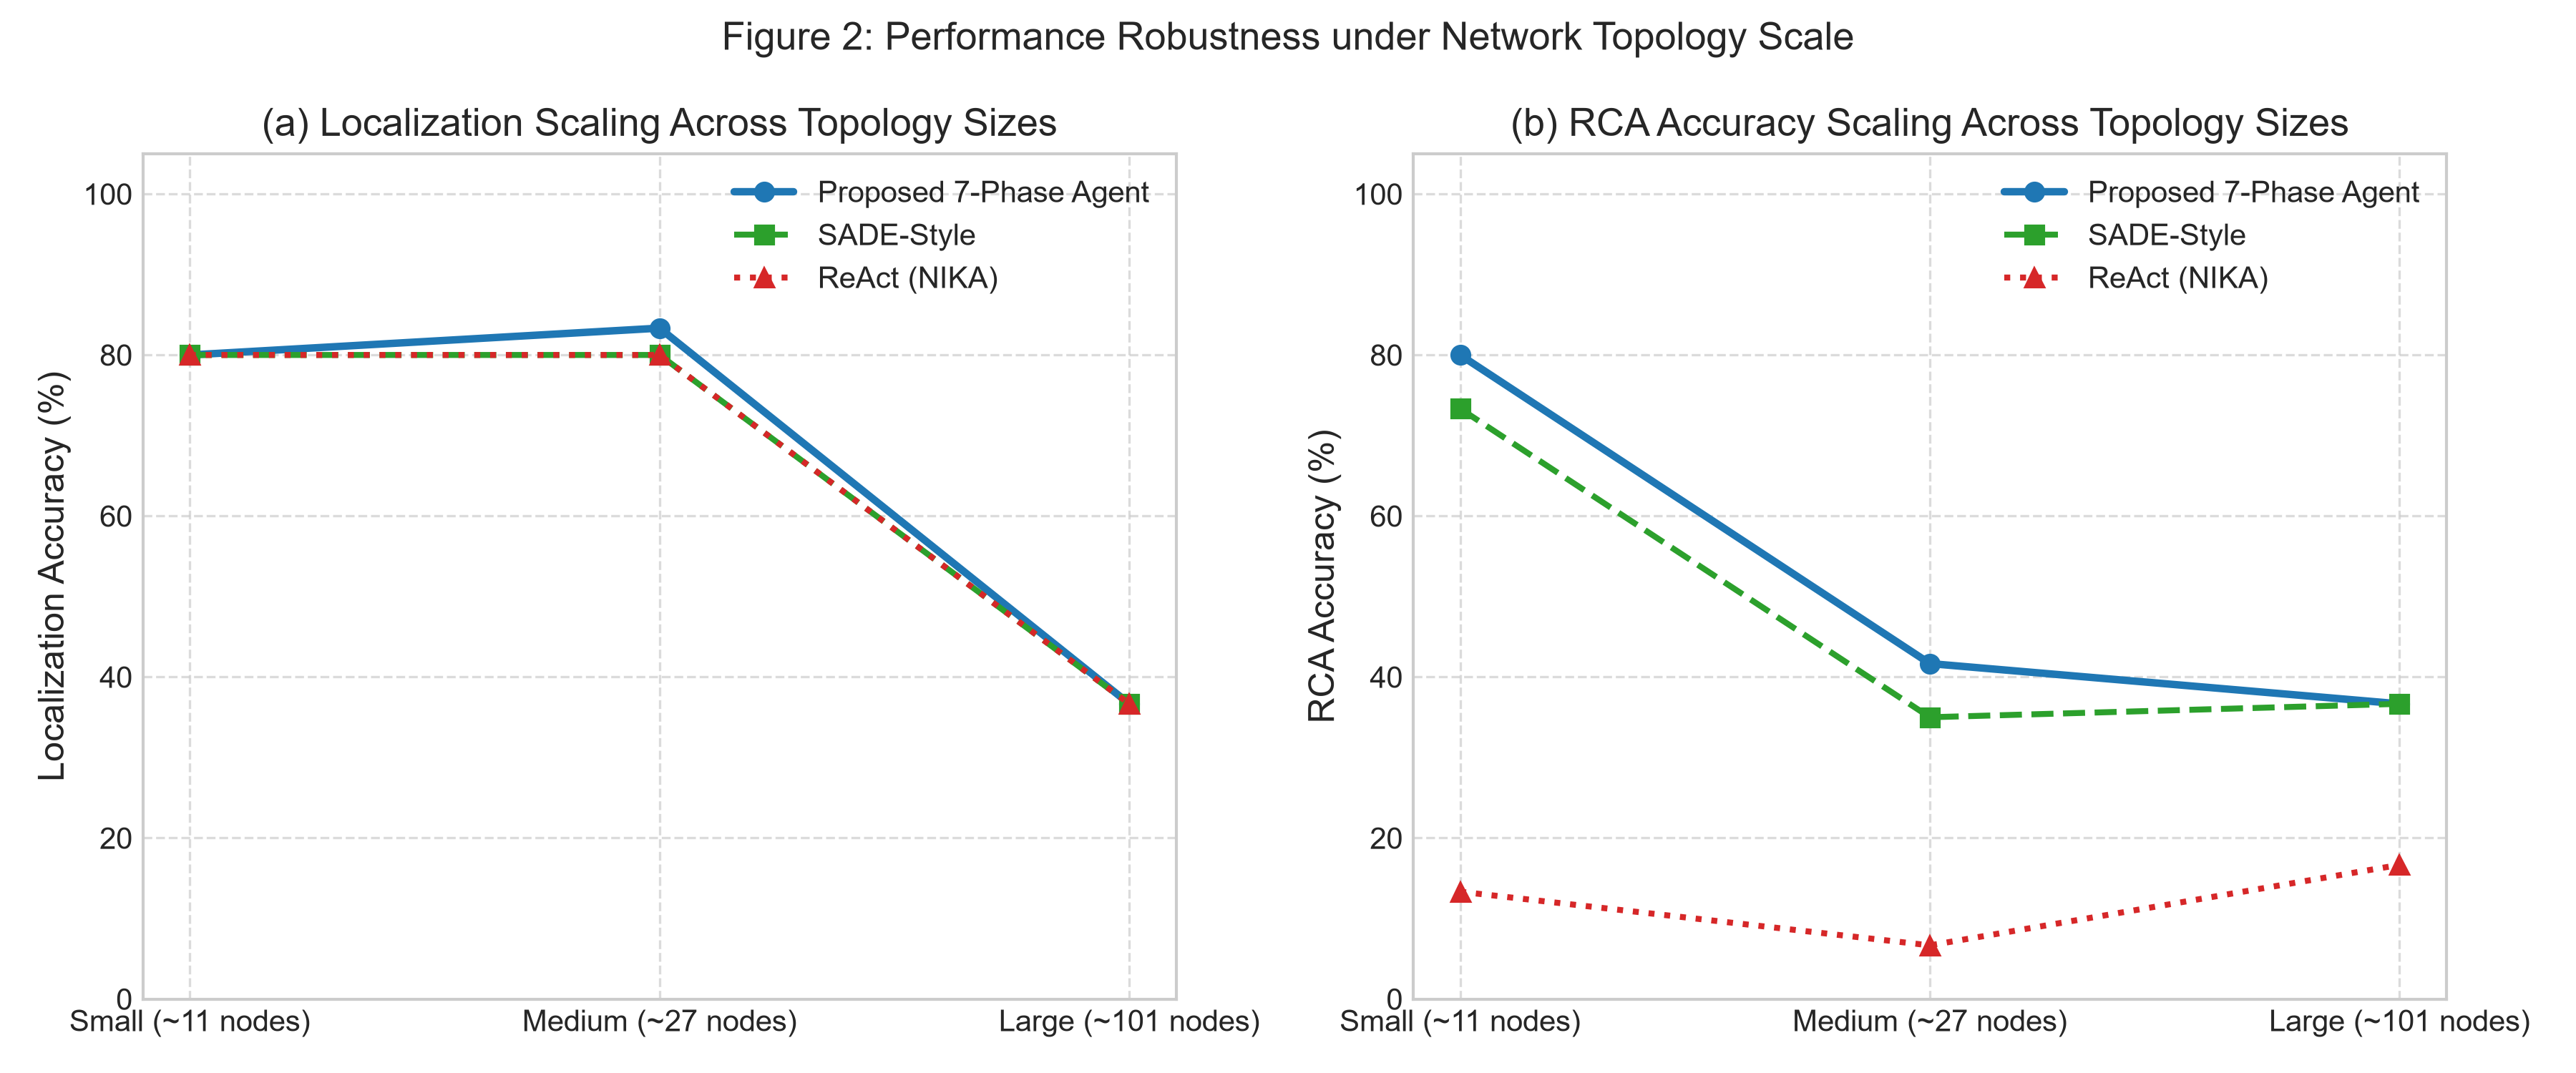 Figure 2: Performance Robustness under Network Topology Scale
(a) Localization Scaling Across Topology Sizes
Localization Accuracy (%)
100
80
60
40
20
0
Proposed 7-Phase Agent
SADE-Style
ReAct (NIKA)
Small (~11 nodes)
Medium (~27 nodes)
Large (~101 nodes)
(b) RCA Accuracy Scaling Across Topology Sizes
RCA Accuracy (%)
100
80
60
40
20
0
Proposed 7-Phase Agent
SADE-Style
ReAct (NIKA)
Small (~11 nodes)
Medium (~27 nodes)
Large (~101 nodes)